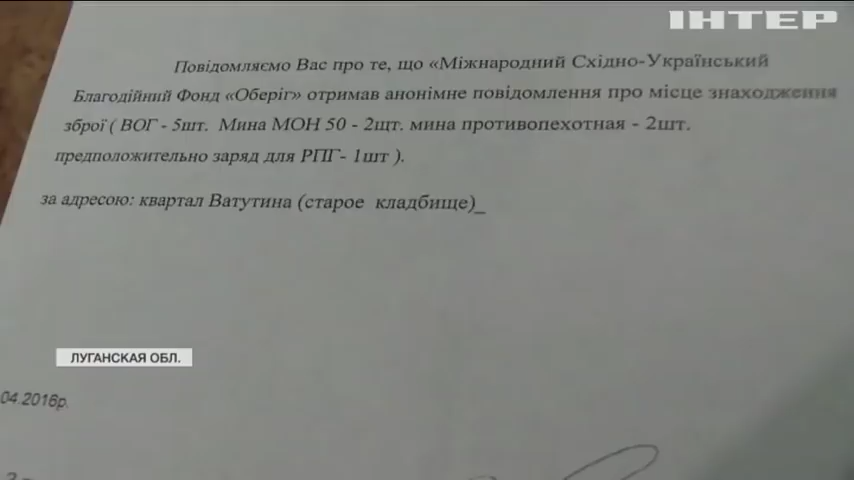 ІНТЕР
Повідомляємо Вас про те, що «Міжнародний Східно-Український
Благодійний Фонд «Оберіг» отримав анонімне повідомлення про місце знаходження
зброї ( ВОГ - 5шт. Мина МОН 50 - 2щт. мина противопехотная - 2шт.
предположительно заряд для РПГ- 1шт ).
за адресою: квартал Ватутина (старое кладбище)_
ЛУГАНСКАЯ ОБЛ.
04.2016р.